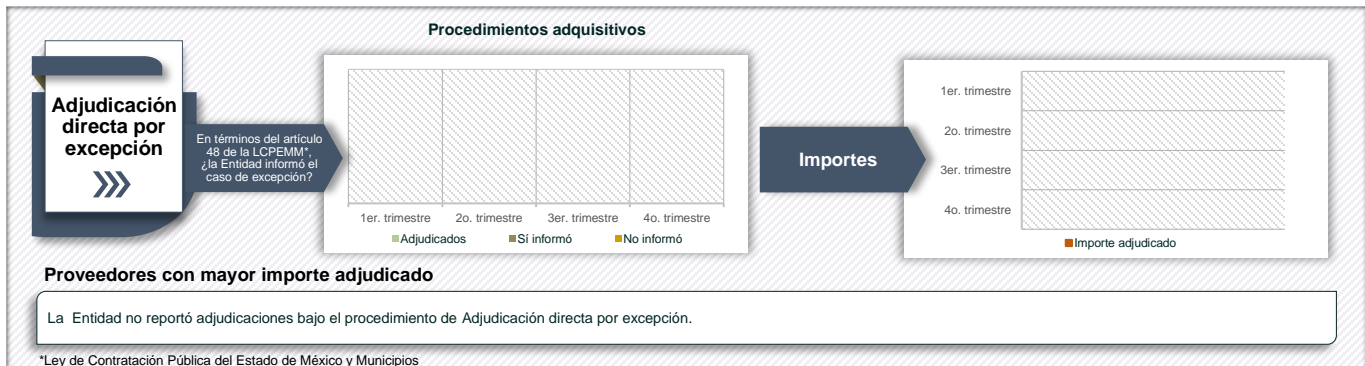 Procedimientos adquisitivos
Adjudicación
directa por
excepción
En términos del artículo
48 de la LCPEMM*,
¿la Entidad informó el
caso de excepción?
1er. trimestre 2o. trimestre 3er. trimestre 4o. trimestre
Adjudicados Sí informó No informó
Importes
1er. trimestre
2o. trimestre
3er. trimestre
4o. trimestre
Importe adjudicado
Proveedores con mayor importe adjudicado
La Entidad no reportó adjudicaciones bajo el procedimiento de Adjudicación directa por excepción.
*Ley de Contratación Pública del Estado de México y Municipios